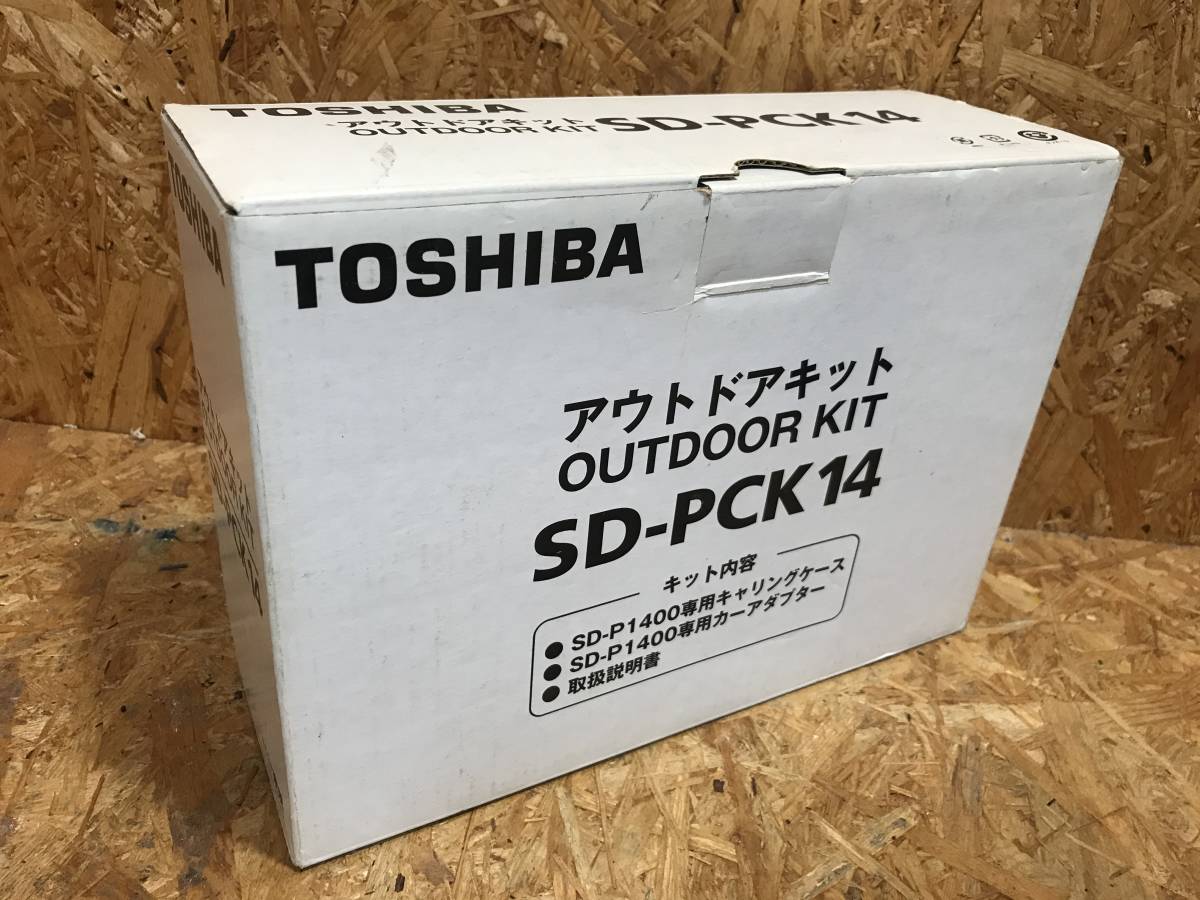 TOSHIBA
アウトドアキット
OUTDOOR KIT SD-PCK14
TOSHIBA
TOSHIBA
アウトドアキット
OUTDOOR KIT
SD-PCK14
キット内容
● SD-P1400専用キャリングケース
● SD-P1400専用カーアダプター
● 取扱説明書